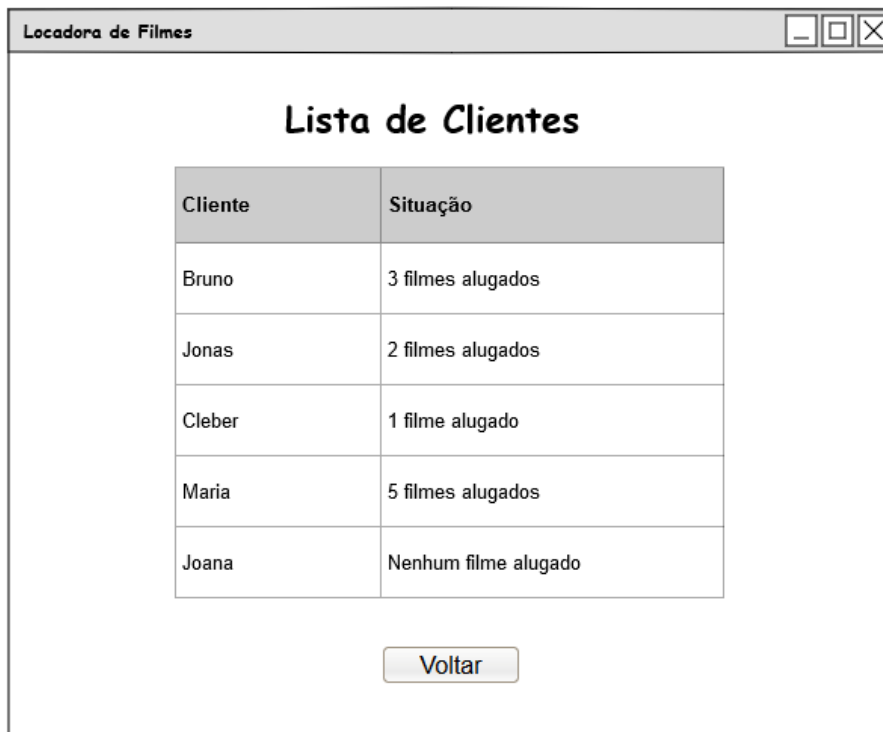 Locadora de Filmes
Lista de Clientes
Cliente Situação
Bruno 3 filmes alugados
Jonas 2 filmes alugados
Cleber 1 filme alugado
Maria 5 filmes alugados
Joana Nenhum filme alugado
Voltar